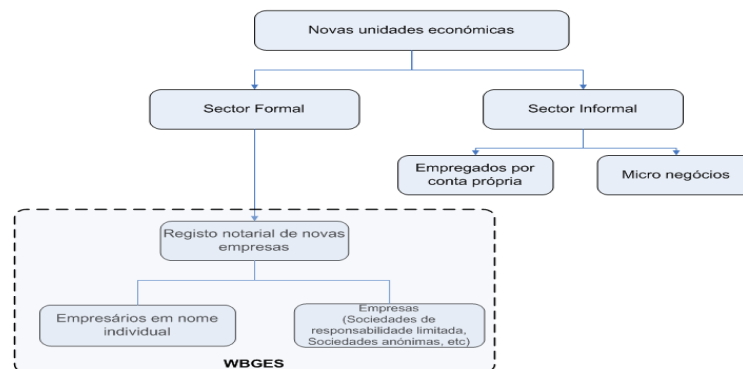 Novas unidades económicas
Sector Formal
Sector Informal
Empregados por
conta própria
Micro negócios
Registo notarial de novas
empresas
Empresários em nome
individual
Empresas
(Sociedades de
responsabilidade limitada,
Sociedades anónimas, etc)
WBGES